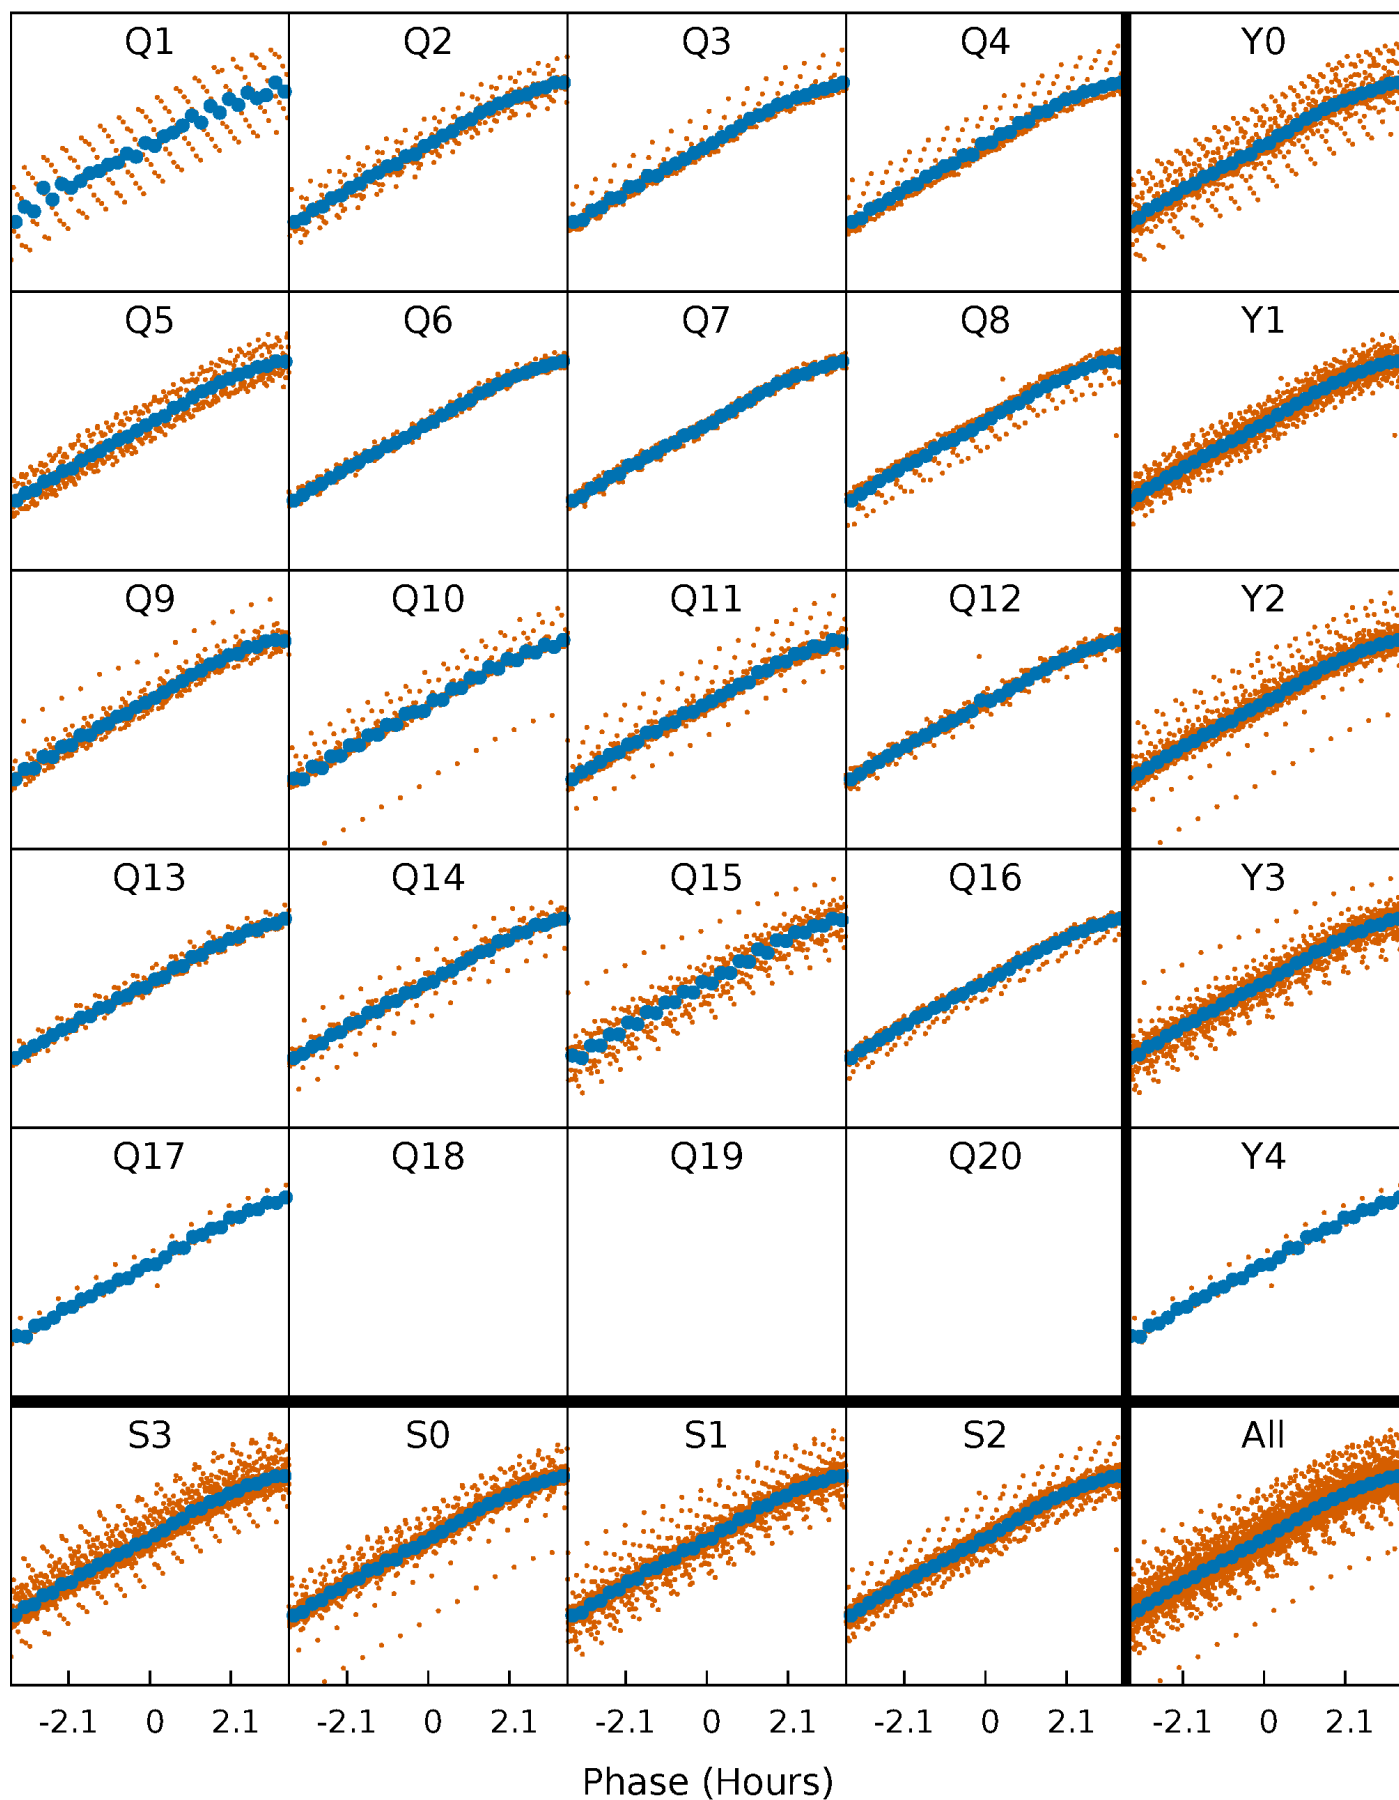 Q1 Q2 Q3 Q4 Y0
Q5 Q6 Q7 Q8 Y1
Q9 Q10 Q11 Q12 Y2
Q13 Q14 Q15 Q16 Y3
Q17 Q18 Q19 Q20 Y4
S3 S0 S1 S2 All
-2.1 0 2.1 -2.1 0 2.1 -2.1 0 2.1 -2.1 0 2.1 -2.1 0 2.1
Phase (Hours)